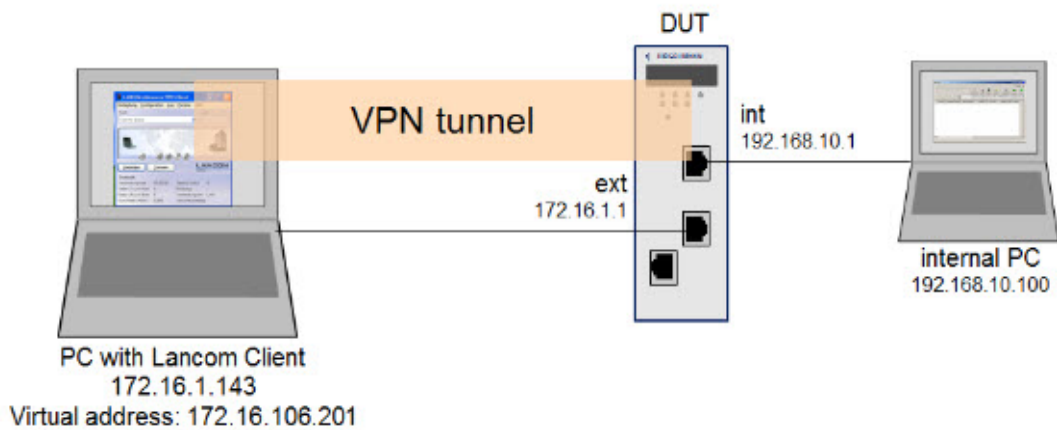 DUT
VPN tunnel
int
192.168.10.1
ext
172.16.1.1
internal PC
192.168.10.100
PC with Lancom Client
172.16.1.143
Virtual address: 172.16.106.201